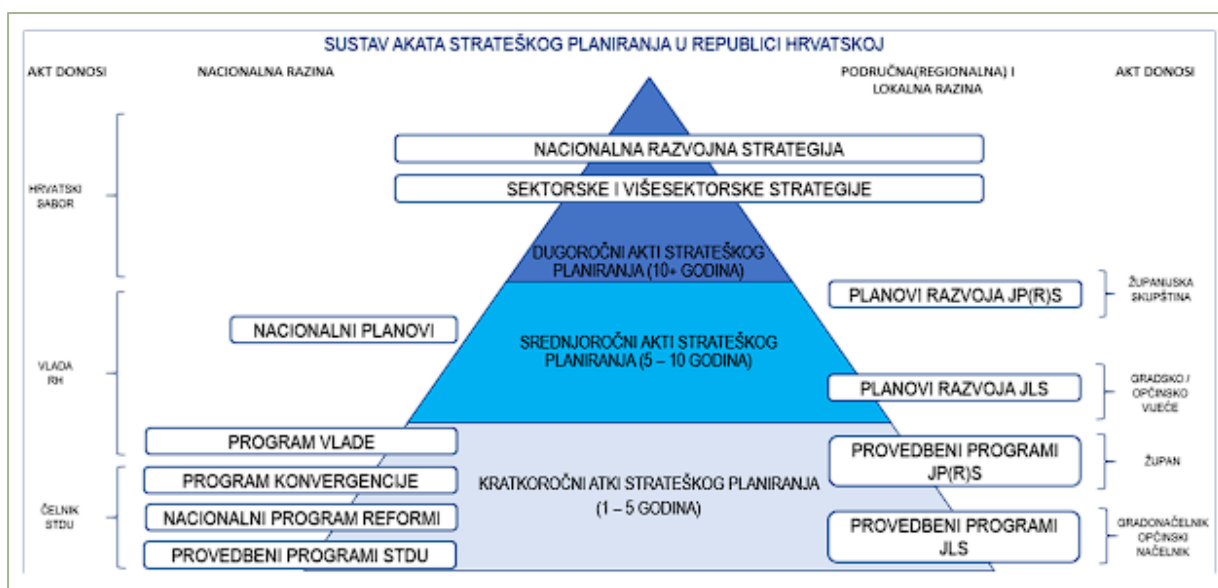 SUSTAV AKATA STRATEŠKOG PLANIRANJA U REPUBLICI HRVATSKOJ
AKT DONOSI
NACIONALNA RAZINA
PODRUČNA(REGIONALNA) I
LOKALNA RAZINA
AKT DONOSI
NACIONALNA RAZVOJNA STRATEGIJA
HRVATSKI
SABOR
SEKTORSKE I VIŠESEKTORSKE STRATEGIJE
DUGOROČNI AKTI STRATEŠKOG
PLANIRANJA (10+ GODINA)
PLANOVI RAZVOJA JP(R)S
ŽUPANIJSKA
SKUPŠTINA
NACIONALNI PLANOVI
SREDNJOROČNI AKTI STRATEŠKOG
PLANIRANJA (5 – 10 GODINA)
VLADA
RH
PLANOVI RAZVOJA JLS
GRADSKO /
OPĆINSKO
VIJEĆE
PROGRAM VLADE
PROVEDBENI PROGRAMI
JP(R)S
ŽUPAN
PROGRAM KONVERGENCIJE
KRATKOROČNI ATKI STRATEŠKOG PLANIRANJA
(1 – 5 GODINA)
ČELNIK
STDU
NACIONALNI PROGRAM REFORMI
PROVEDBENI PROGRAMI
JLS
GRADONAČELNIK
OPĆINSKI
NAČELNIK
PROVEDBENI PROGRAMI STDU